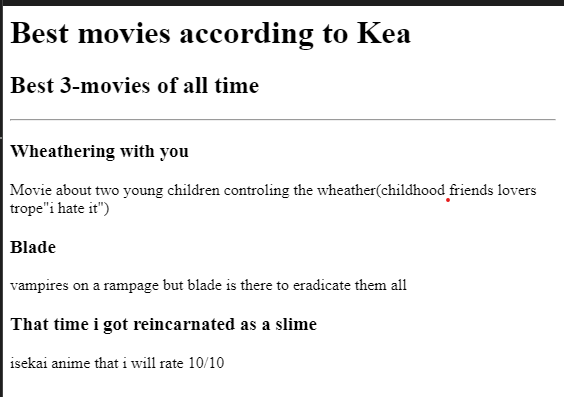 Best movies according to Kea
Best 3-movies of all time
Wheathering with you
Movie about two young children controling the wheather(childhood friends lovers
trope"i hate it")
Blade
vampires on a rampage but blade is there to eradicate them all
That time i got reincarnated as a slime
isekai anime that i will rate 10/10